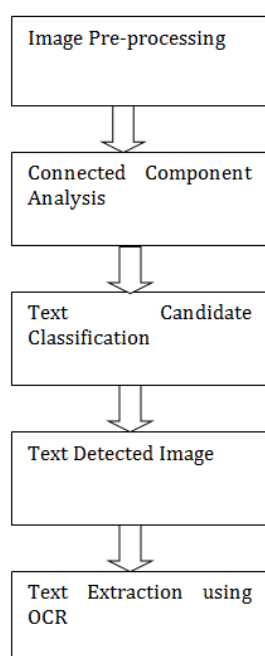 Image Pre-processing
Connected Component
Analysis
Text Candidate
Classification
Text Detected Image
Text Extraction using
OCR